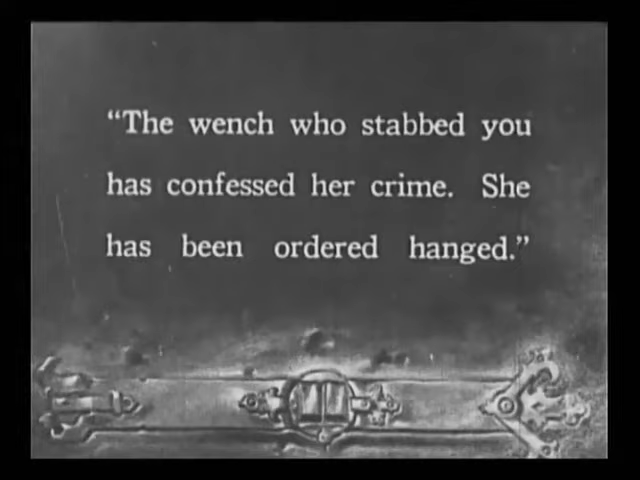 “The wench who stabbed you
has confessed her crime. She
has been ordered hanged.”